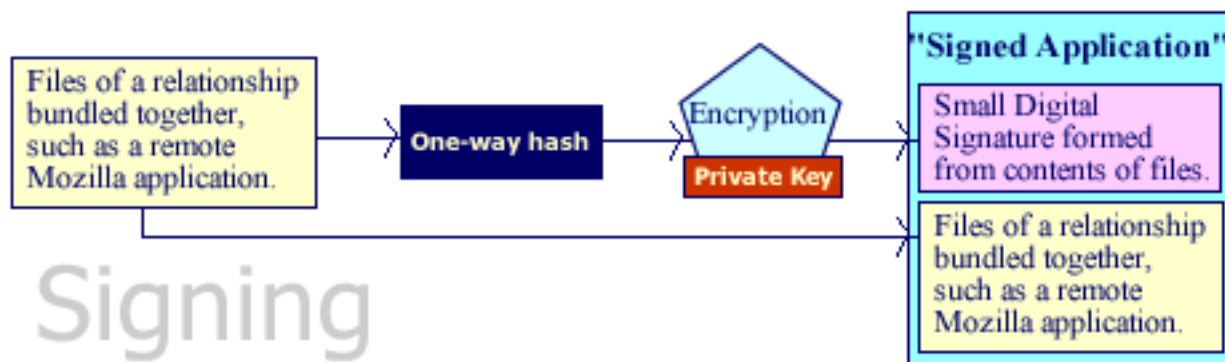 Files of a relationship
bundled together,
such as a remote
Mozilla application.
One-way hash
Encryption
Private Key
"Signed Application"
Small Digital
Signature formed
from contents of files.
Files of a relationship
bundled together,
such as a remote
Mozilla application.
Signing